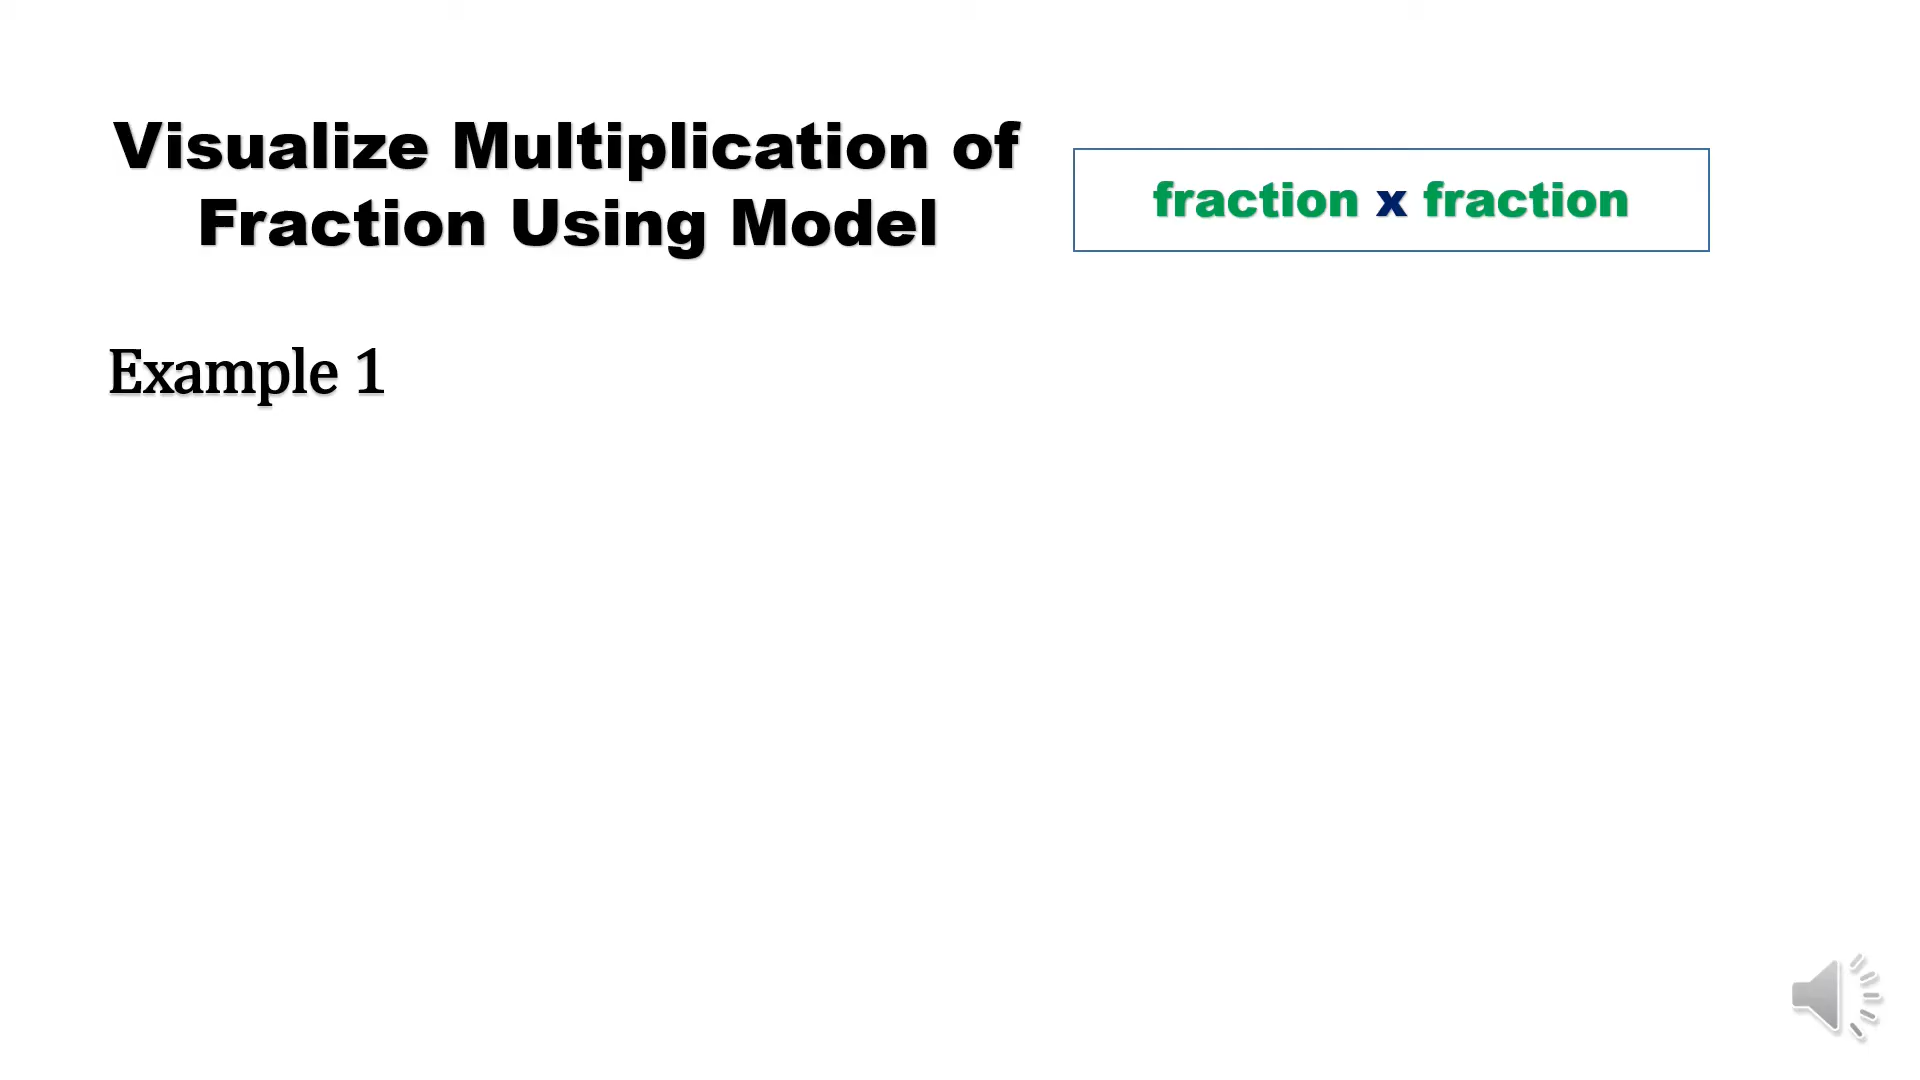 Visualize Multiplication of
Fraction Using Model
fraction x fraction
Example 1